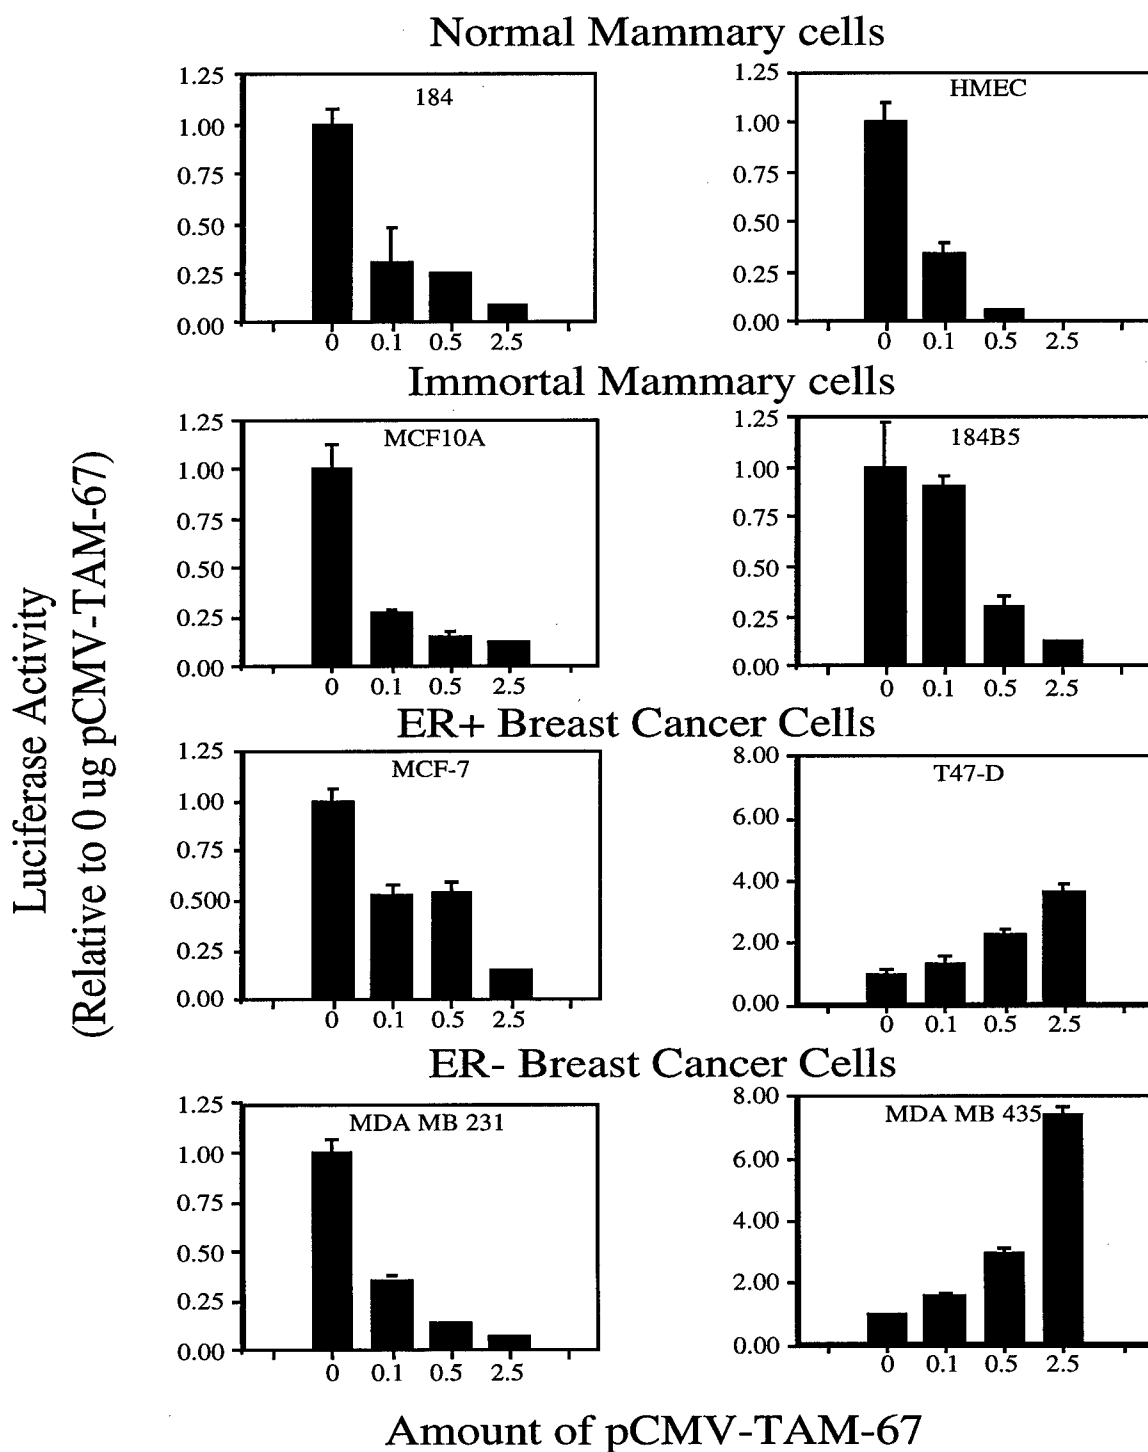 Normal Mammary cells
184
1.25
1.00
0.75
0.50
0.25
0.00
0 0.1 0.5 2.5
HMEC
1.25
1.00
0.75
0.50
0.25
0.00
0 0.1 0.5 2.5
Immortal Mammary cells
MCF10A
1.25
1.00
0.75
0.50
0.25
0.00
0 0.1 0.5 2.5
184B5
1.25
1.00
0.75
0.50
0.25
0.00
0 0.1 0.5 2.5
ER+ Breast Cancer Cells
MCF-7
1.25
1.00
0.75
0.500
0.25
0.00
0 0.1 0.5 2.5
T47-D
8.00
6.00
4.00
2.00
0.00
0 0.1 0.5 2.5
ER- Breast Cancer Cells
MDA MB 231
1.25
1.00
0.75
0.50
0.25
0.00
0 0.1 0.5 2.5
MDA MB 435
8.00
6.00
4.00
2.00
0.00
0 0.1 0.5 2.5
Luciferase Activity
(Relative to 0 ug pCMV-TAM-67)
Amount of pCMV-TAM-67